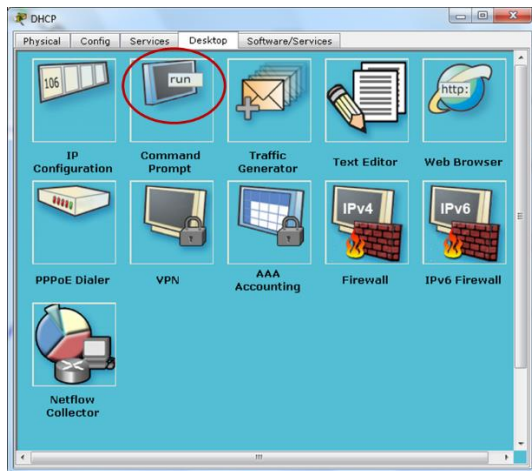 DHCP
Physical Config Services Desktop Software/Services
106
run
http:
IP Configuration
Command Prompt
Traffic Generator
Text Editor
Web Browser
IPv4
IPv6
PPPoE Dialer
VPN
AAA Accounting
Firewall
IPv6 Firewall
Netflow
Collector